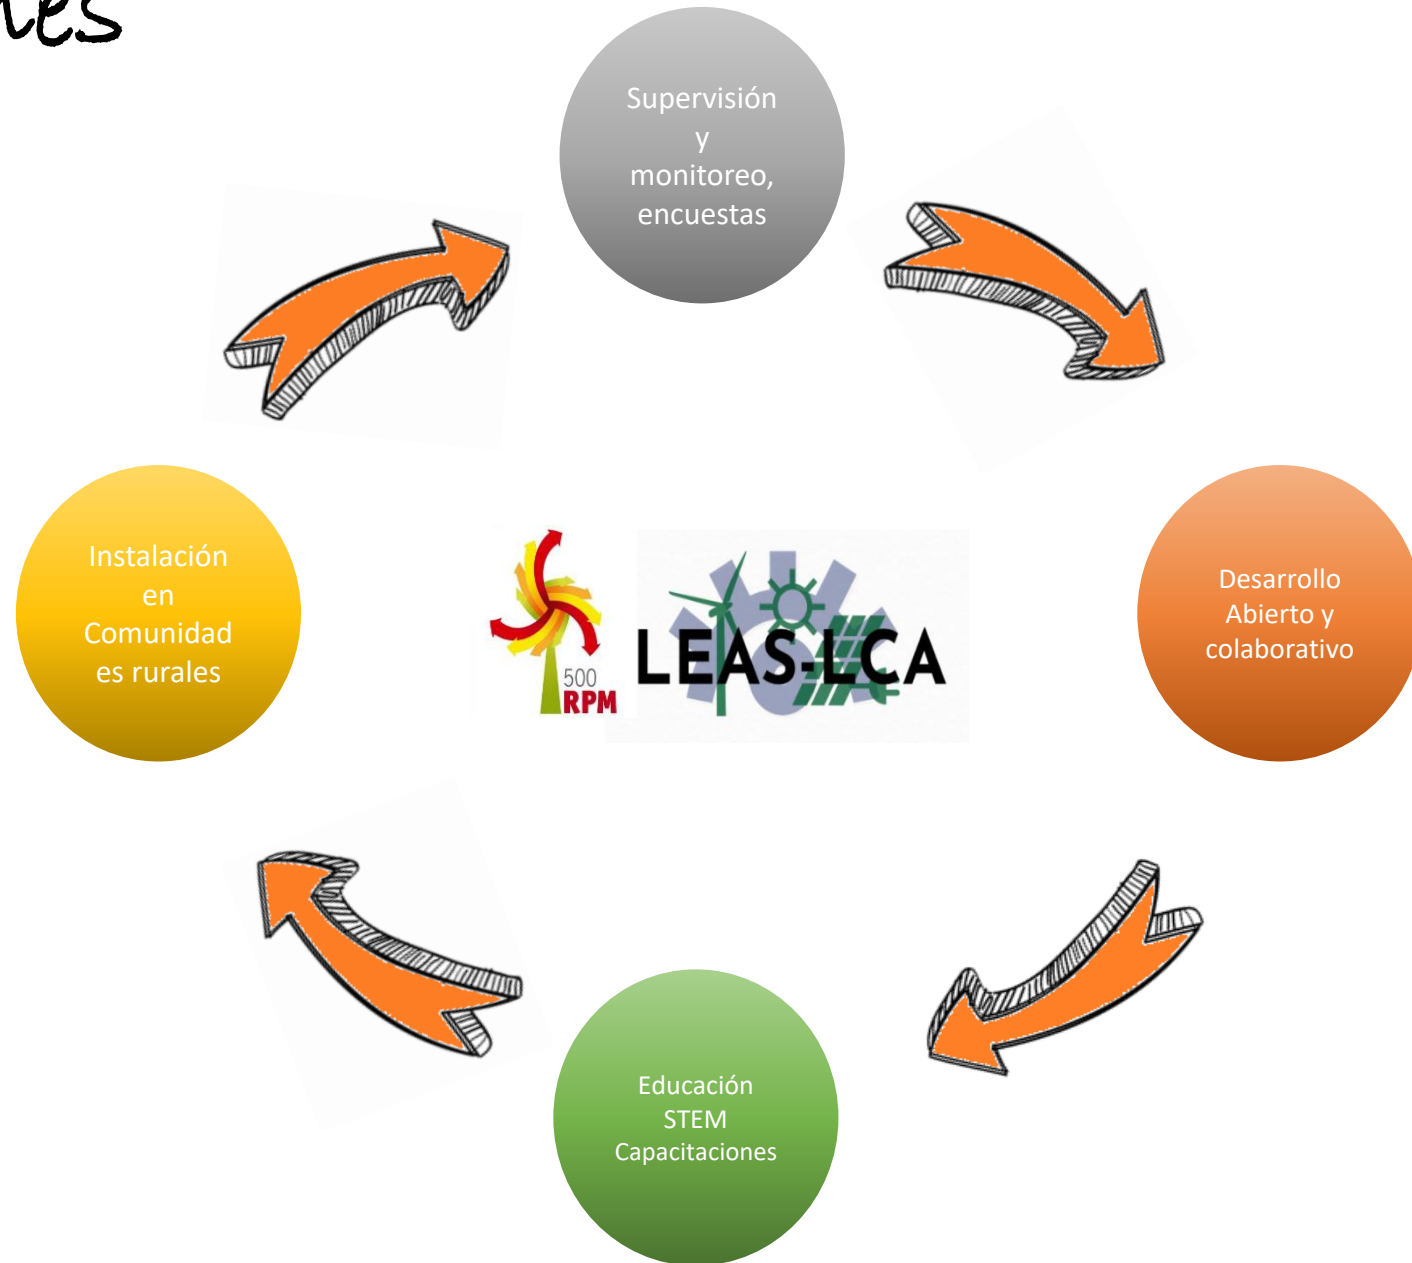 Supervisión
y
monitoreo,
encuestas
Instalación
en
Comunidad
es rurales
500
RPM
LEAS-LCA
Desarrollo
Abierto y
colaborativo
Educación
STEM
Capacitaciones